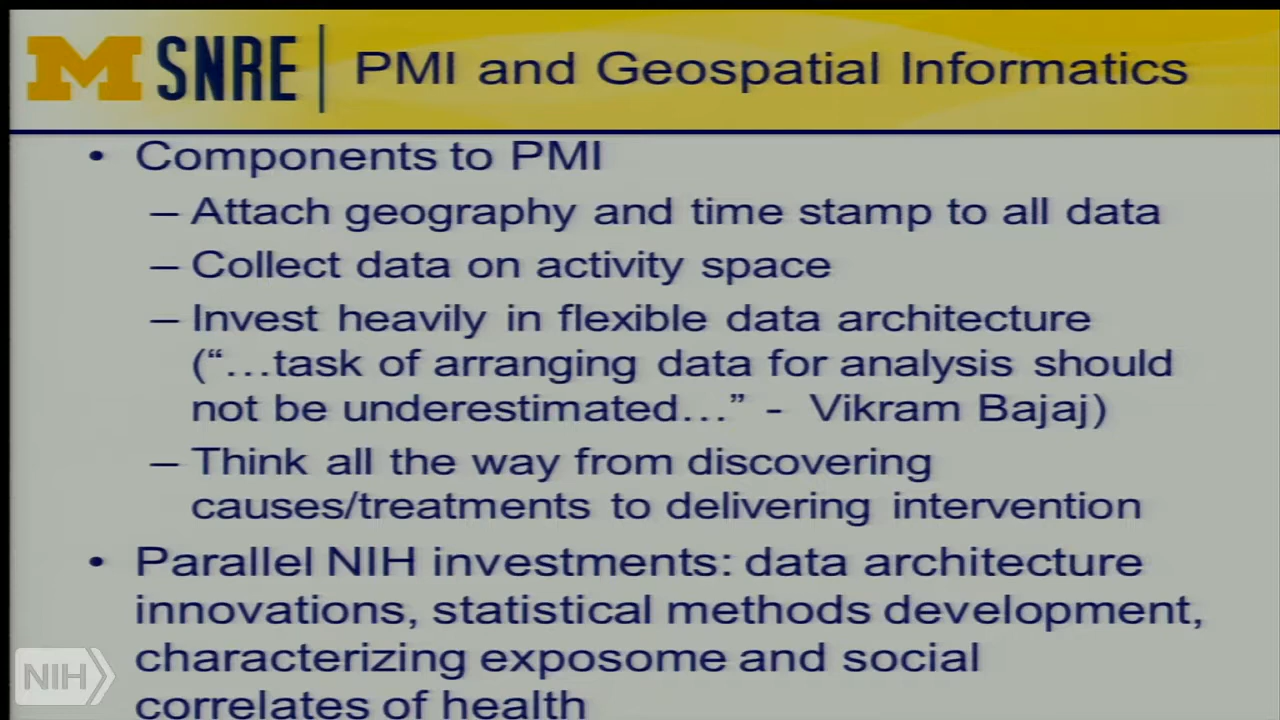 M SNRE | PMI and Geospatial Informatics
• Components to PMI
– Attach geography and time stamp to all data
– Collect data on activity space
– Invest heavily in flexible data architecture
(“…task of arranging data for analysis should
not be underestimated…” - Vikram Bajaj)
– Think all the way from discovering
causes/treatments to delivering intervention
• Parallel NIH investments: data architecture
innovations, statistical methods development,
characterizing exposome and social
correlates of health
NIH